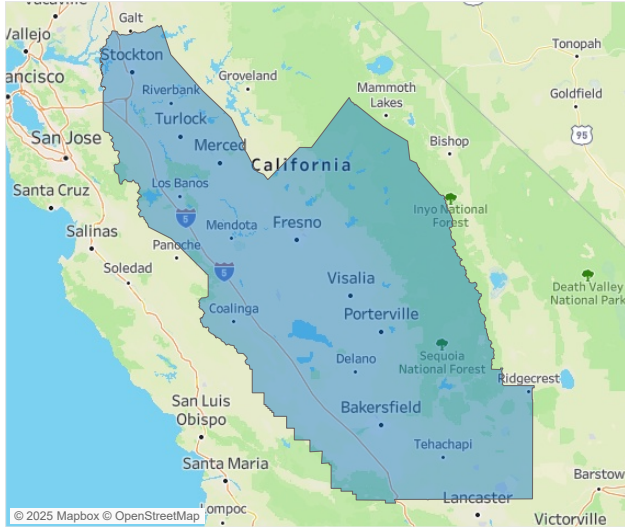 Vacaville
Galt
Vallejo
Stockton
Tonopah
Groveland
ancisco
Riverbank
Mammoth
Lakes
Goldfield
Turlock
95
San Jose
Merced
Bishop
California
Los Banos
Santa Cruz
Inyo National
Forest
5
Mendota
Fresno
Salinas
Panoche
Soledad
5
Visalia
Death Valley
National Park
Coalinga
Porterville
Delano
Sequoia
National Forest
Ridgecrest
San Luis
Obispo
Bakersfield
Tehachapi
Santa Maria
Barstow
Lancaster
Lompoc
© 2025 Mapbox © OpenStreetMap
Victorville